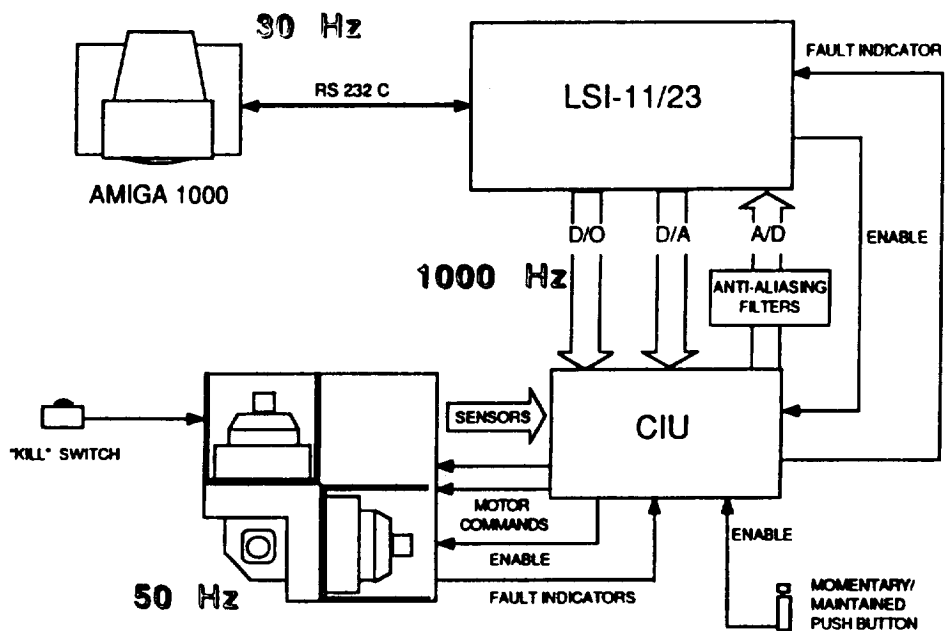 30 Hz
FAULT INDICATOR
RS 232 C
LSI-11/23
AMIGA 1000
D/O
D/A
A/D
ENABLE
1000 Hz
ANTI-ALIASING
FILTERS
SENSORS
CIU
"KILL" SWITCH
MOTOR
COMMANDS
ENABLE
ENABLE
50 Hz
FAULT INDICATORS
MOMENTARY/
MAINTAINED
PUSH BUTTON